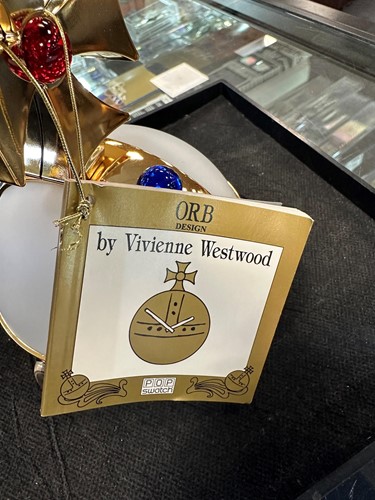 ORB
DESIGN
by Vivienne Westwood
POP
swatch